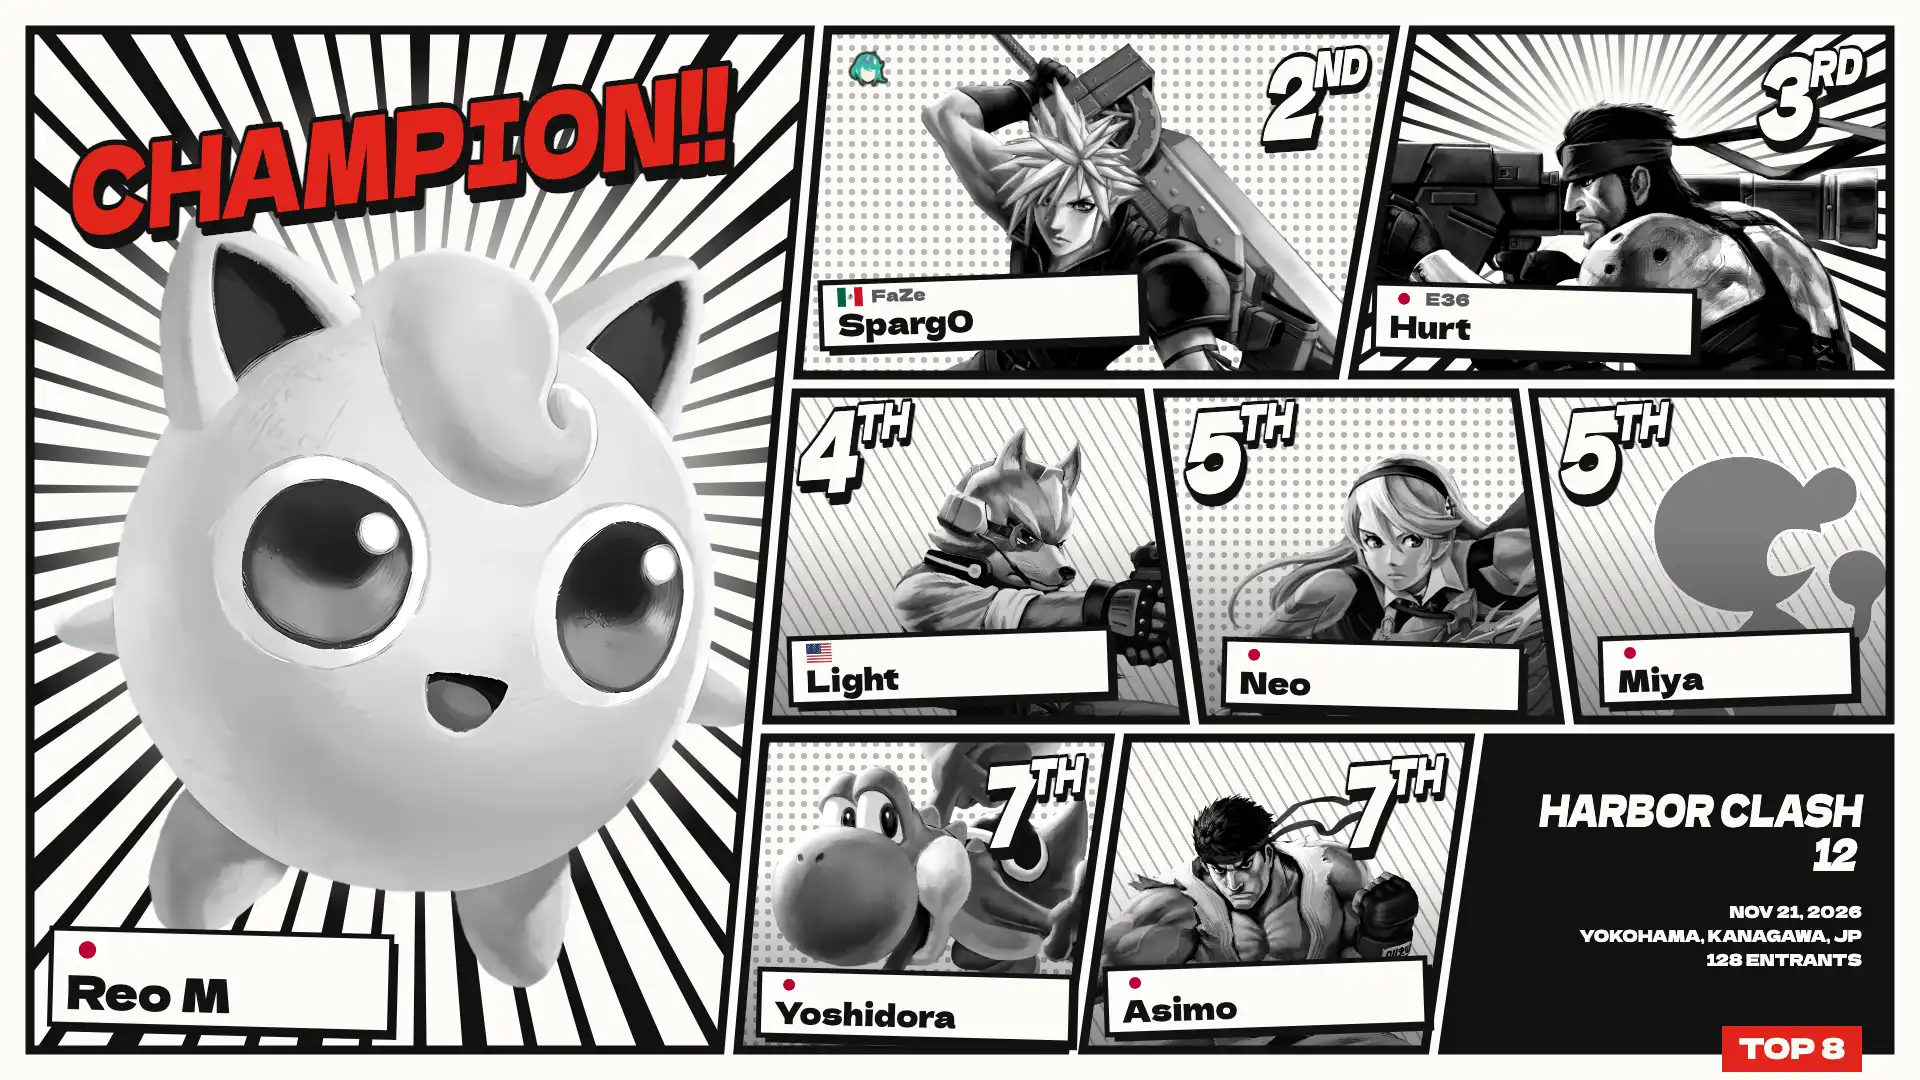 CHAMPION!!
Reo M
2ND
FaZe
Sparg0
3RD
E36
Hurt
4TH
Light
5TH
Neo
5TH
Miya
7TH
Yoshidora
7TH
Asimo
HARBOR CLASH
12
NOV 21, 2026
YOKOHAMA, KANAGAWA, JP
128 ENTRANTS
TOP 8